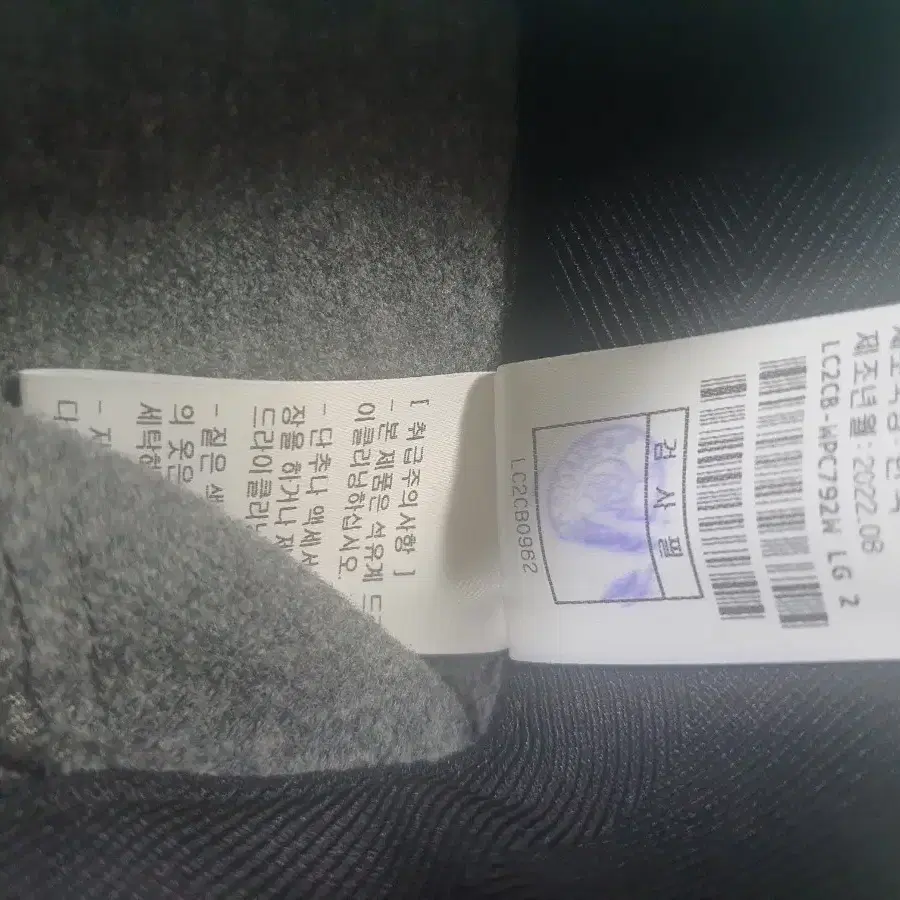 제조년월:2022.08
LC2CB-WPC792W LG 2
검사필
LC2CB0962
[ 취급주의사항 ]
- 본 제품은 석유계 드
이클리닝하십시오.
- 단추나 액세서
장을 하거나 제
드라이클리
- 짙은 색
의 옷은
세탁하